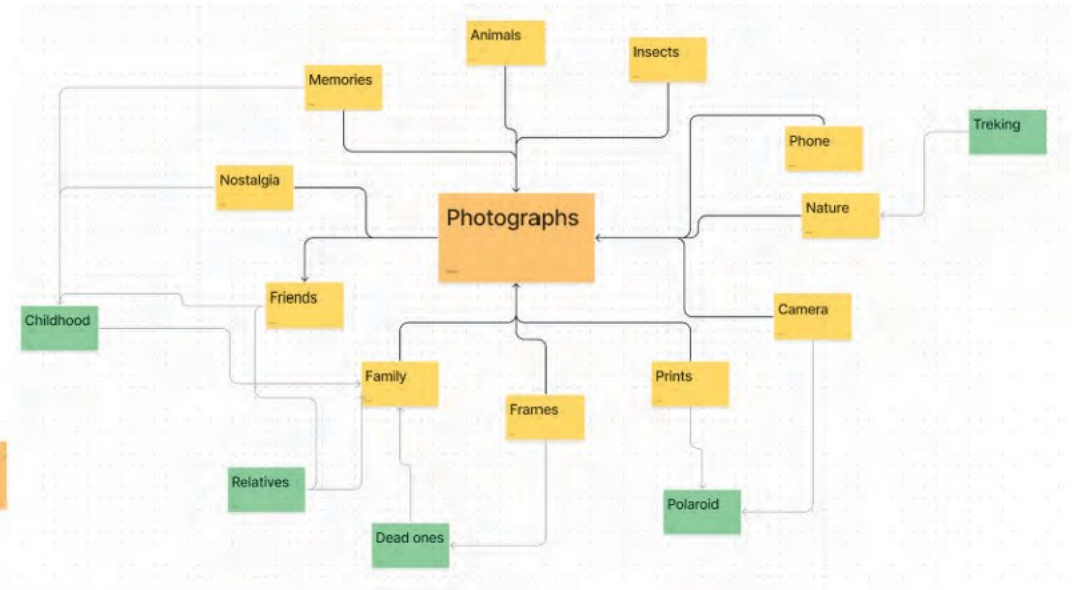 Animals
Insects
Memories
Treking
Phone
Nostalgia
Nature
Photographs
Friends
Camera
Childhood
Family
Prints
Frames
Relatives
Polaroid
Dead ones